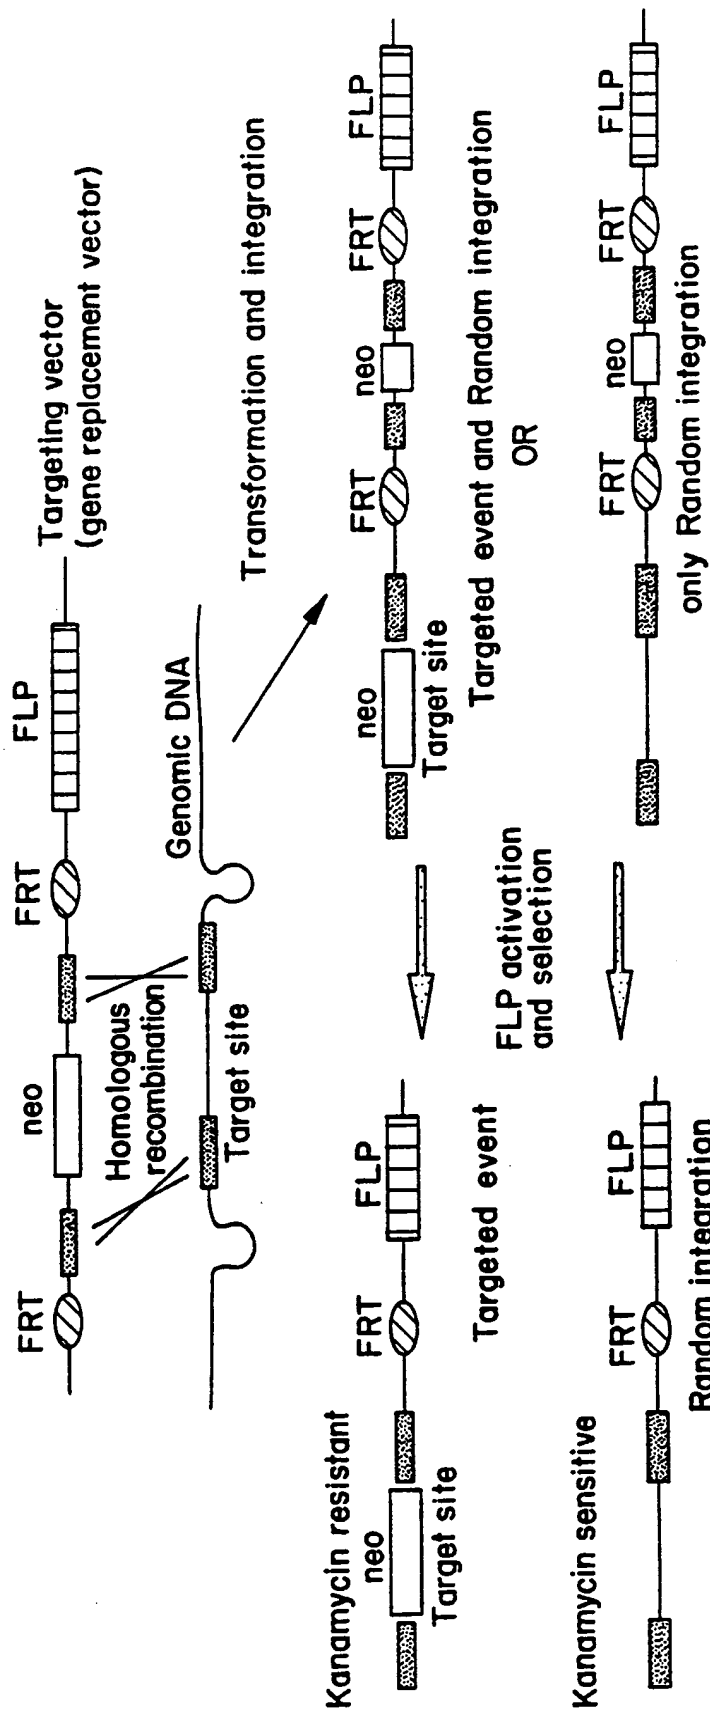 FRT
neo
FRT
FLP
Targeting vector
(gene replacement vector)
Homologous
recombination
Target site
Genomic DNA
Transformation and integration
Kanamycin resistant
neo
Target site
FRT
FLP
Targeted event
FLP activation
and selection
neo
Target site
FRT
neo
FRT
FLP
Targeted event and Random integration
OR
Kanamycin sensitive
FRT
FLP
Random integration
FRT
neo
FRT
FLP
only Random integration